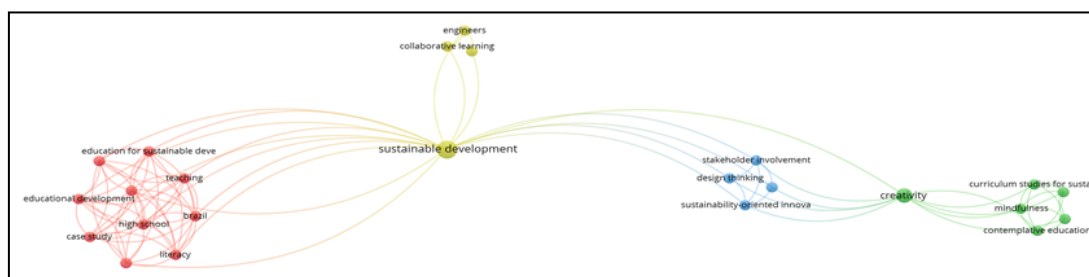 engineers
collaborative learning
sustainable development
education for sustainable deve
teaching
educational development
brazil
high school
case study
literacy
stakeholder involvement
design thinking
sustainability-oriented innova
creativity
curriculum studies for susta
mindfulness
contemplative education